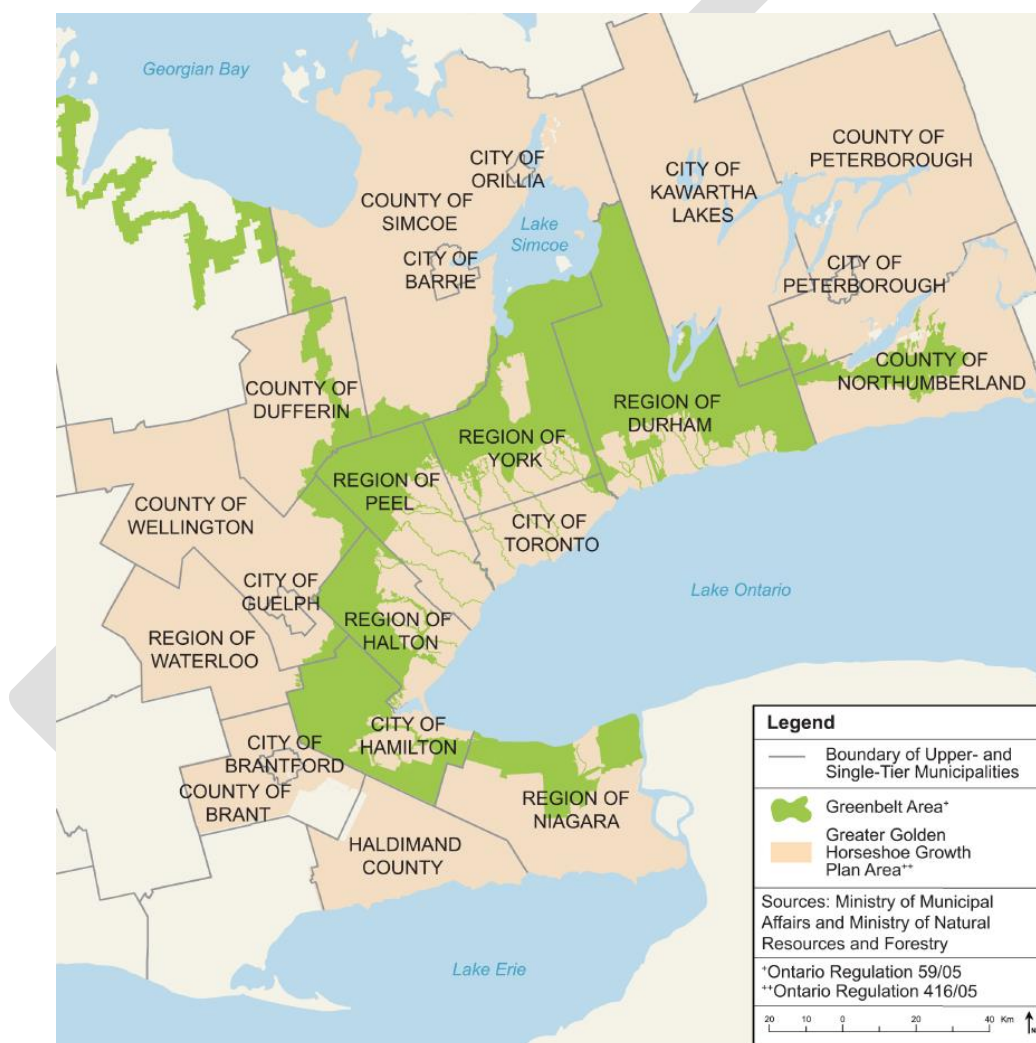 Georgian Bay
COUNTY OF
PETERBOROUGH
CITY OF
ORILLIA
CITY OF
KAWARTHA
LAKES
COUNTY OF
SIMCOE
Lake
Simcoe
CITY OF
BARRIE
CITY OF
PETERBOROUGH
COUNTY OF
NORTHUMBERLAND
COUNTY OF
DUFFERIN
REGION OF
DURHAM
REGION OF
YORK
REGION OF
PEEL
COUNTY OF
WELLINGTON
CITY OF
TORONTO
CITY OF
GUELPH
Lake Ontario
REGION OF
HALTON
REGION OF
WATERLOO
CITY OF
HAMILTON
CITY OF
BRANTFORD
COUNTY OF
BRANT
REGION OF
NIAGARA
HALDIMAND
COUNTY
Lake Erie
Legend
Boundary of Upper- and
Single-Tier Municipalities
Greenbelt Area+
Greater Golden
Horseshoe Growth
Plan Area++
Sources: Ministry of Municipal
Affairs and Ministry of Natural
Resources and Forestry
+Ontario Regulation 59/05
++Ontario Regulation 416/05
20 10 0 20 40 Km
N